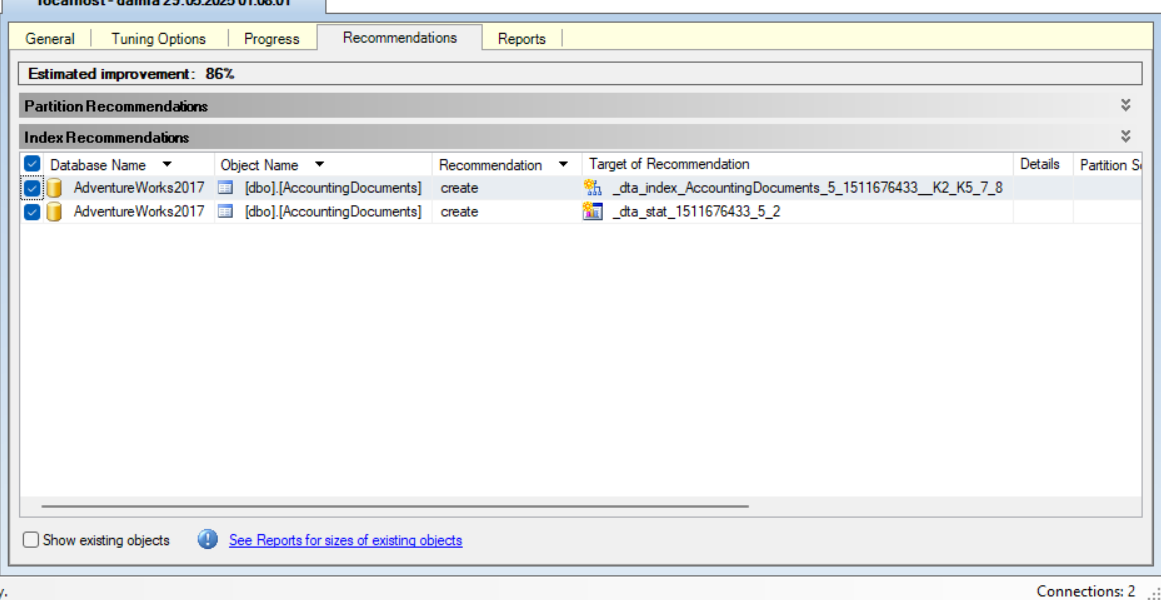 localhost - damla 29.05.2025 01:08:01
General Tuning Options Progress Recommendations Reports
Estimated improvement: 86%
Partition Recommendations
Index Recommendations
Database Name Object Name Recommendation Target of Recommendation Details Partition Sc
AdventureWorks2017 [dbo].[AccountingDocuments] create _dta_index_AccountingDocuments_5_1511676433__K2_K5_7_8
AdventureWorks2017 [dbo].[AccountingDocuments] create _dta_stat_1511676433_5_2
Show existing objects See Reports for sizes of existing objects
y. Connections: 2